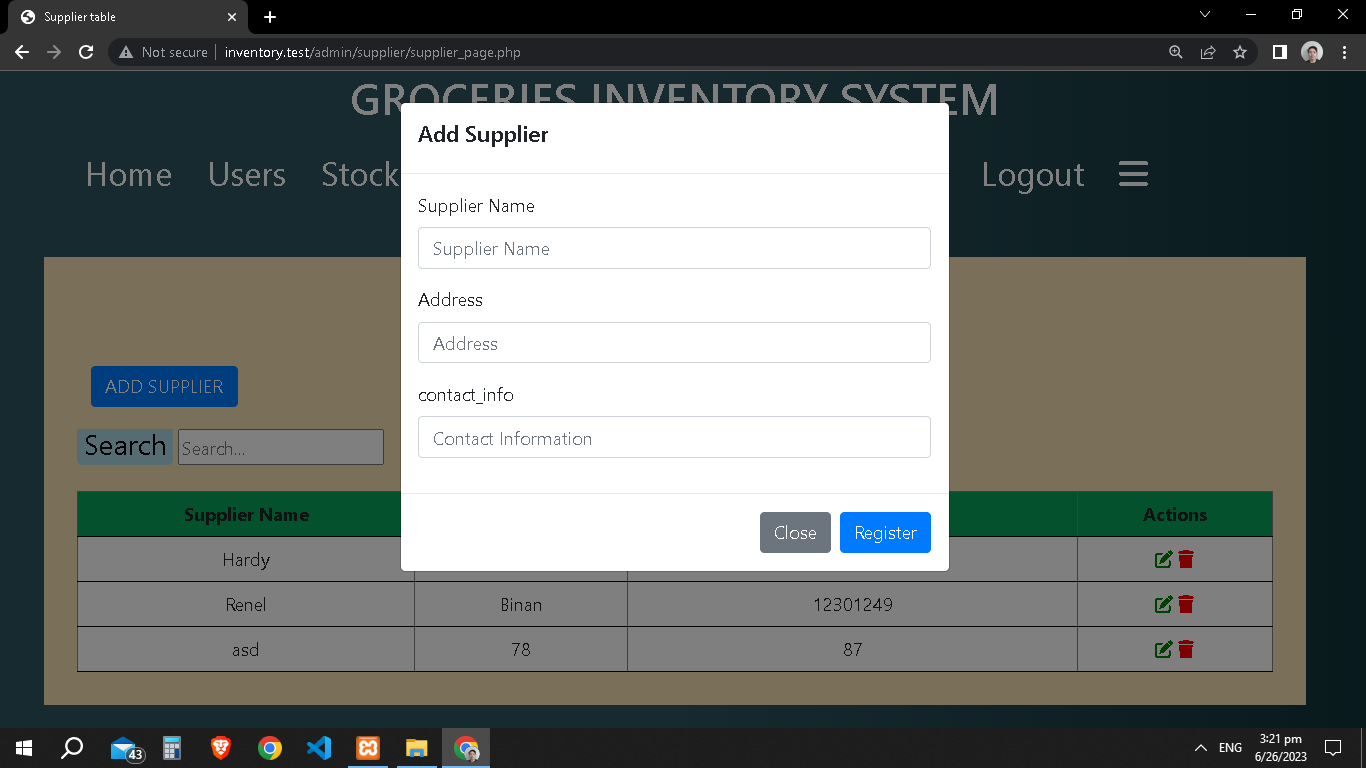 Supplier table
Not secure inventory.test/admin/supplier/supplier_page.php
GROCERIES INVENTORY SYSTEM
Home Users Stock Logout
Add Supplier
Supplier Name
Supplier Name
Address
Address
contact_info
Contact Information
Close Register
ADD SUPPLIER
Search Search...
Supplier Name Actions
Hardy
Renel Binan 12301249
asd 78 87
43
ENG
3:21 pm
6/26/2023